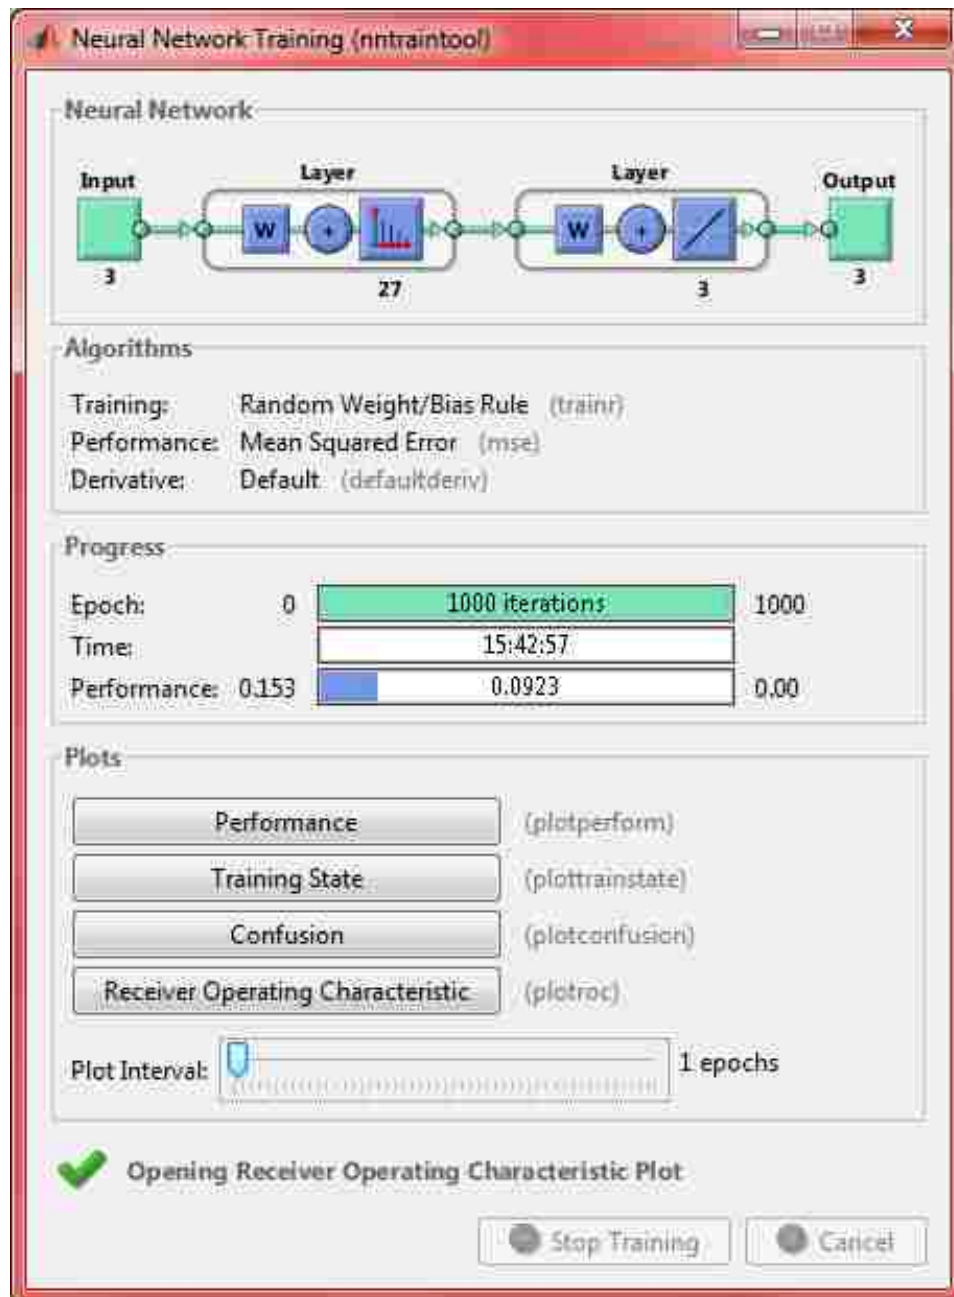 Neural Network Training (nntraintool)
Neural Network
Input Layer Layer Output
W + W +
3 27 3 3
Algorithms
Training: Random Weight/Bias Rule (trainr)
Performance: Mean Squared Error (mse)
Derivative: Default (defaultderiv)
Progress
Epoch: 0 1000 iterations 1000
Time: 15:42:57
Performance: 0.153 0.0923 0.00
Plots
Performance (plotperform)
Training State (plottrainstate)
Confusion (plotconfusion)
Receiver Operating Characteristic (plotroc)
Plot Interval: 1 epochs
Opening Receiver Operating Characteristic Plot
Stop Training Cancel